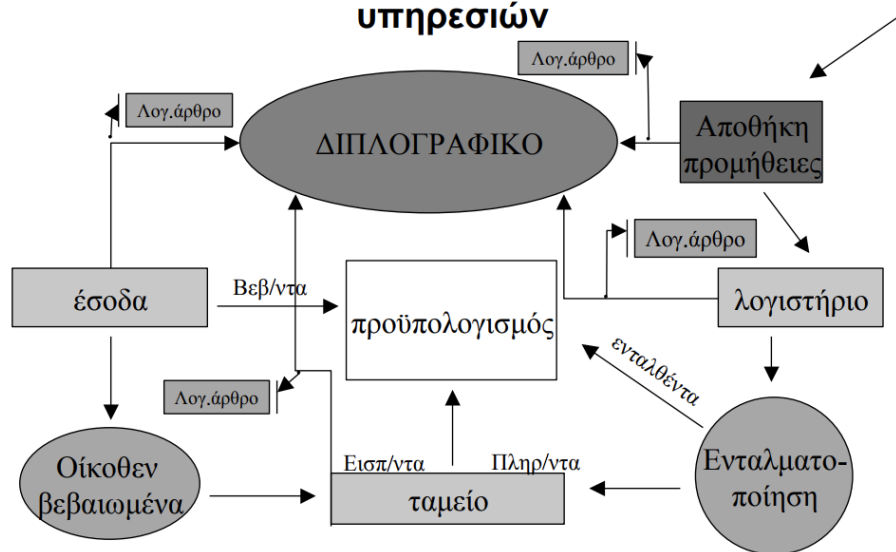 υπηρεσιών
Λογ.άρθρο
Λογ.άρθρο
ΔΙΠΛΟΓΡΑΦΙΚΟ
Αποθήκη
προμήθειες
Λογ.άρθρο
έσοδα
Βεβ/ντα
προϋπολογισμός
λογιστήριο
ενταλθέντα
Λογ.άρθρο
Οίκοθεν
βεβαιωμένα
Εισπ/ντα
Πληρ/ντα
ταμείο
Ενταλματο-
ποίηση